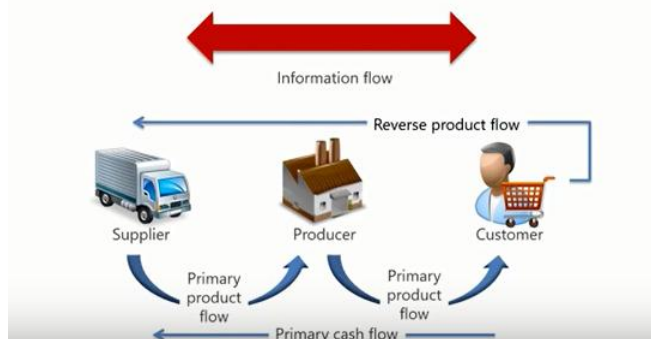 Information flow
Reverse product flow
Supplier
Producer
Customer
Primary
product
flow
Primary
product
flow
Primary cash flow